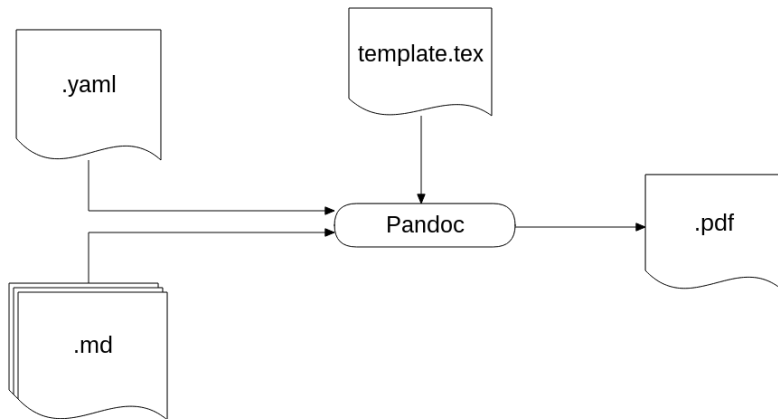 .yaml
template.tex
Pandoc
.pdf
.md